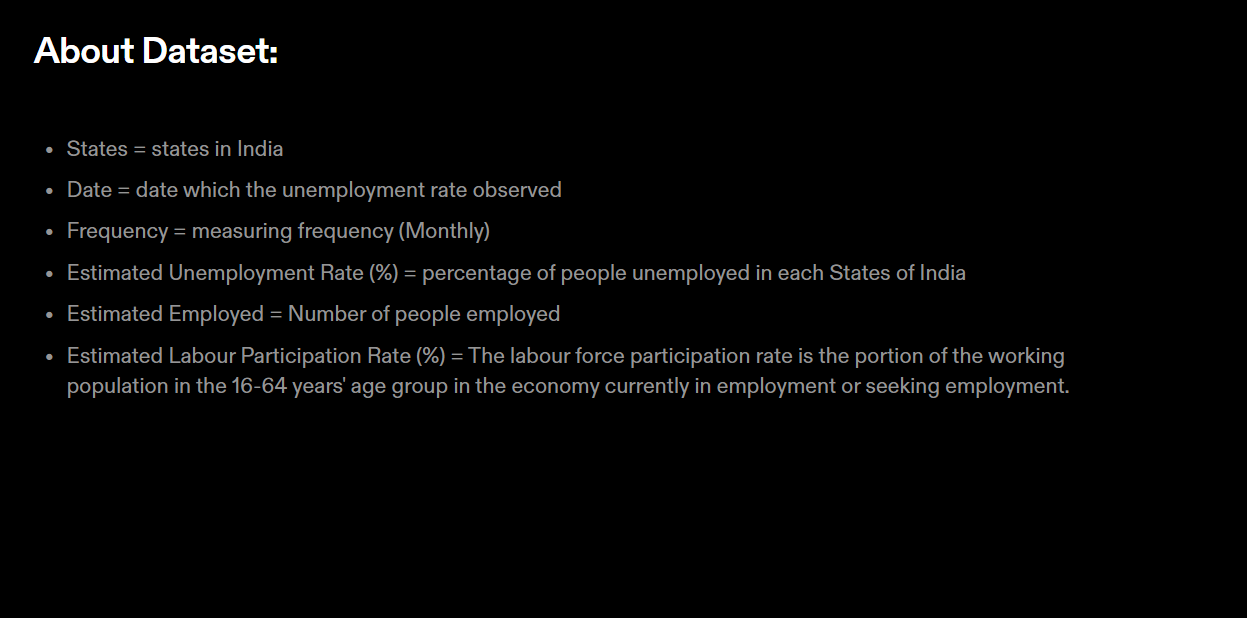 About Dataset:
• States = states in India
• Date = date which the unemployment rate observed
• Frequency = measuring frequency (Monthly)
• Estimated Unemployment Rate (%) = percentage of people unemployed in each States of India
• Estimated Employed = Number of people employed
• Estimated Labour Participation Rate (%) = The labour force participation rate is the portion of the working
population in the 16-64 years' age group in the economy currently in employment or seeking employment.